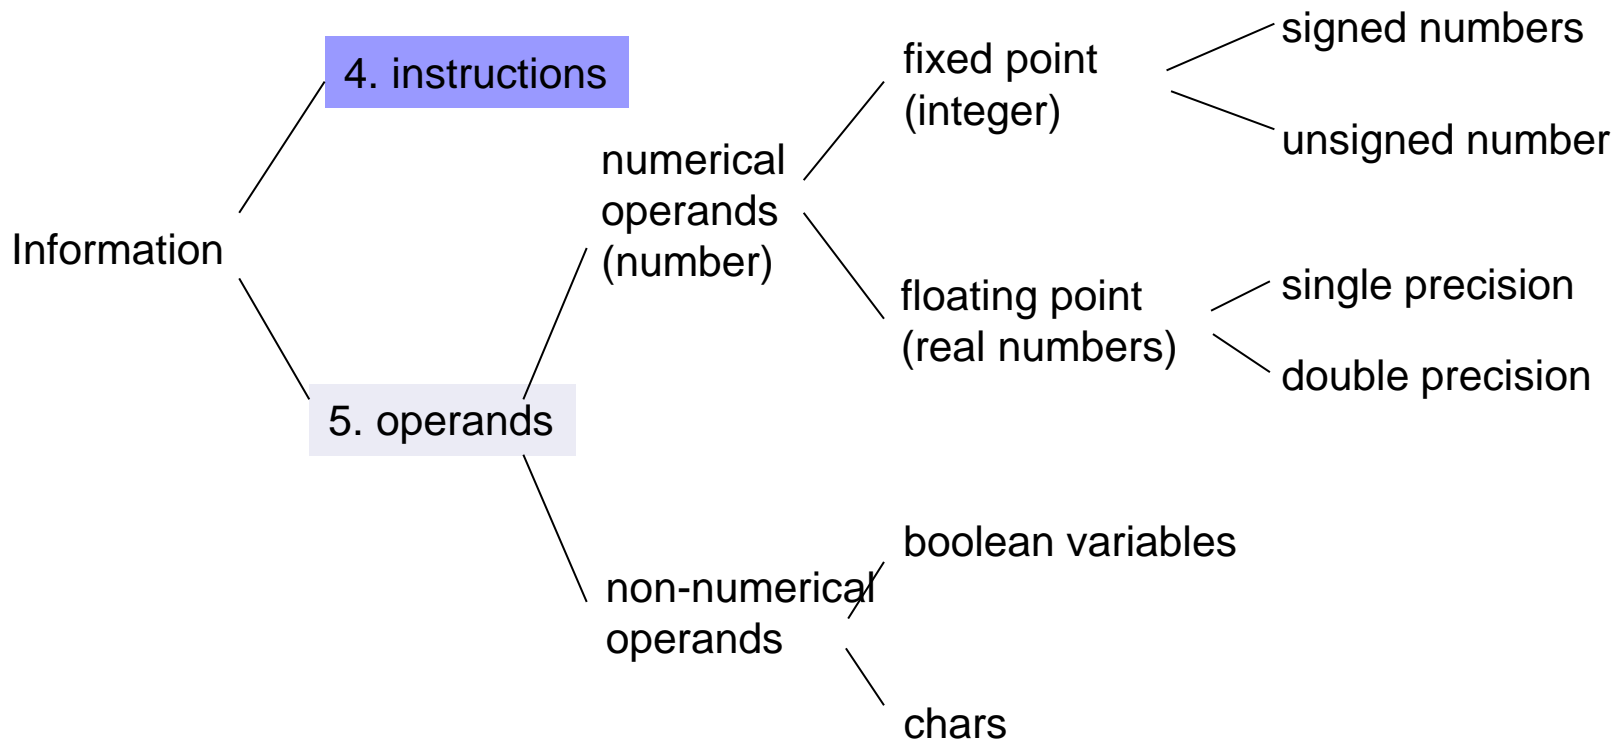 Information
4. instructions
5. operands
numerical
operands
(number)
non-numerical
operands
fixed point
(integer)
floating point
(real numbers)
boolean variables
chars
signed numbers
unsigned number
single precision
double precision